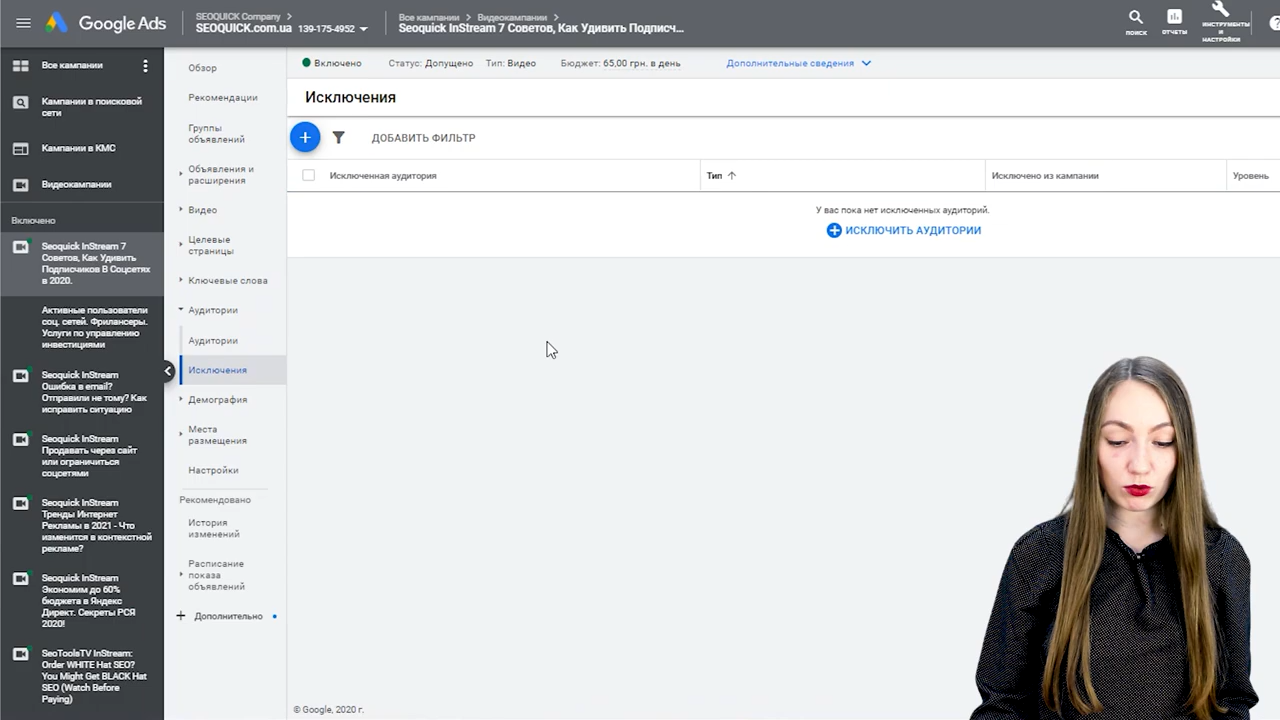 Google Ads
SEOQUICK Company
SEOQUICK.com.ua 139-175-4952
Все кампании > Видеокампании >
Seoquick InStream 7 Советов, Как Удивить Подписч...
ПОИСК
ОТЧЕТЫ
ИНСТРУМЕНТЫ
И
НАСТРОЙКИ
Все кампании
Кампании в поисковой
сети
Кампании в КМС
Видеокампании
Включено
Seoquick InStream 7
Советов, Как Удивить
Подписчиков В Соцсетях
в 2020.
Активные пользователи
соц. сетей. Фрилансеры.
Услуги по управлению
инвестициями
Seoquick InStream
Ошибка в email?
Отправили не тому? Как
исправить ситуацию
Seoquick InStream
Продавать через сайт
или ограничиться
соцсетями
Seoquick InStream
Тренды Интернет
Рекламы в 2021 - Что
изменится в контекстной
рекламе?
Seoquick InStream
Экономим до 60%
бюджета в Яндекс
Директ. Секреты РСЯ
2020!
SeoToolsTV InStream:
Order WHITE Hat SEO?
You Might Get BLACK Hat
SEO (Watch Before
Paying)
Обзор
Рекомендации
Группы
объявлений
Объявления и
расширения
Видео
Целевые
страницы
Ключевые слова
Аудитории
Аудитории
Исключения
Демография
Места
размещения
Настройки
Рекомендовано
История
изменений
Расписание
показа
объявлений
+ Дополнительно
Включено Статус: Допущено Тип: Видео Бюджет: 65,00 грн. в день Дополнительные сведения
Исключения
ДОБАВИТЬ ФИЛЬТР
Исключенная аудитория Тип ↑ Исключено из кампании Уровень
У вас пока нет исключенных аудиторий.
ИСКЛЮЧИТЬ АУДИТОРИИ
© Google, 2020 г.